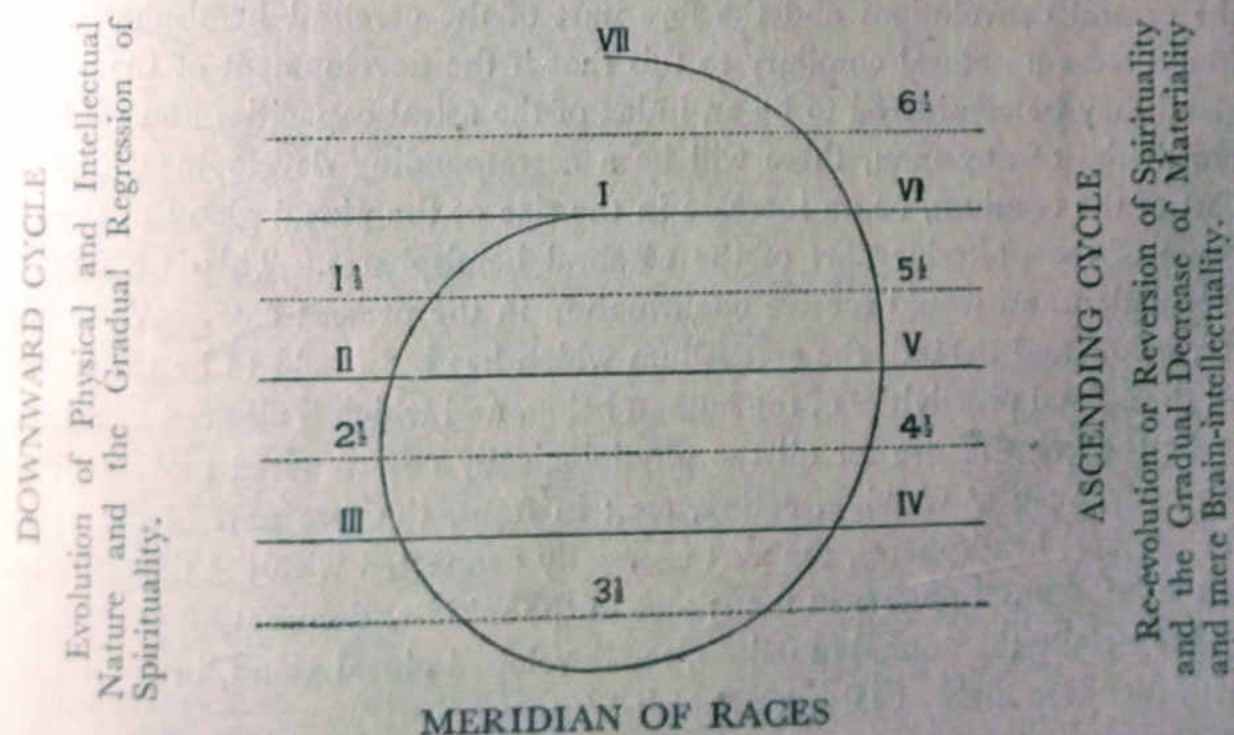 DOWNWARD CYCLE
Evolution of Physical and Intellectual
Nature and the Gradual Regression of
Spirituality.
VII
6½
I
VI
I½
5½
II
V
2½
4½
III
IV
3½
MERIDIAN OF RACES
ASCENDING CYCLE
Re-evolution or Reversion of Spirituality
and the Gradual Decrease of Materiality
and mere Brain-intellectuality.